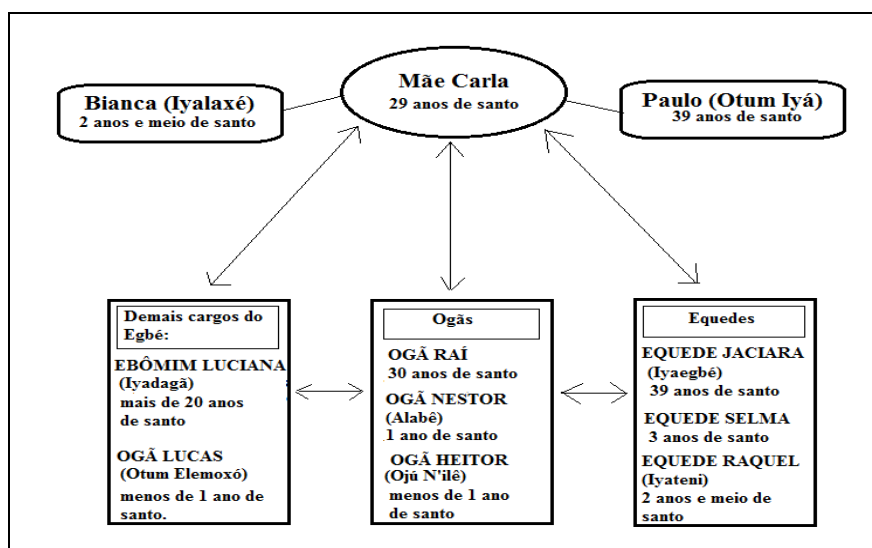 Mãe Carla
29 anos de santo
Bianca (Iyalaxé)
2 anos e meio de santo
Paulo (Otum Iyá)
39 anos de santo
Demais cargos do
Egbé:
EBÔMIM LUCIANA
(Iyadagã)
mais de 20 anos
de santo
OGÃ LUCAS
(Otum Elemoxó)
menos de 1 ano de
santo.
Ogãs
OGÃ RAÍ
30 anos de santo
OGÃ NESTOR
(Alabê)
1 ano de santo
OGÃ HEITOR
(Ojú N'ilê)
menos de 1 ano
de santo
Equedes
EQUEDE JACIARA
(Iyaegbé)
39 anos de santo
EQUEDE SELMA
3 anos de santo
EQUEDE RAQUEL
(Iyateni)
2 anos e meio de
santo